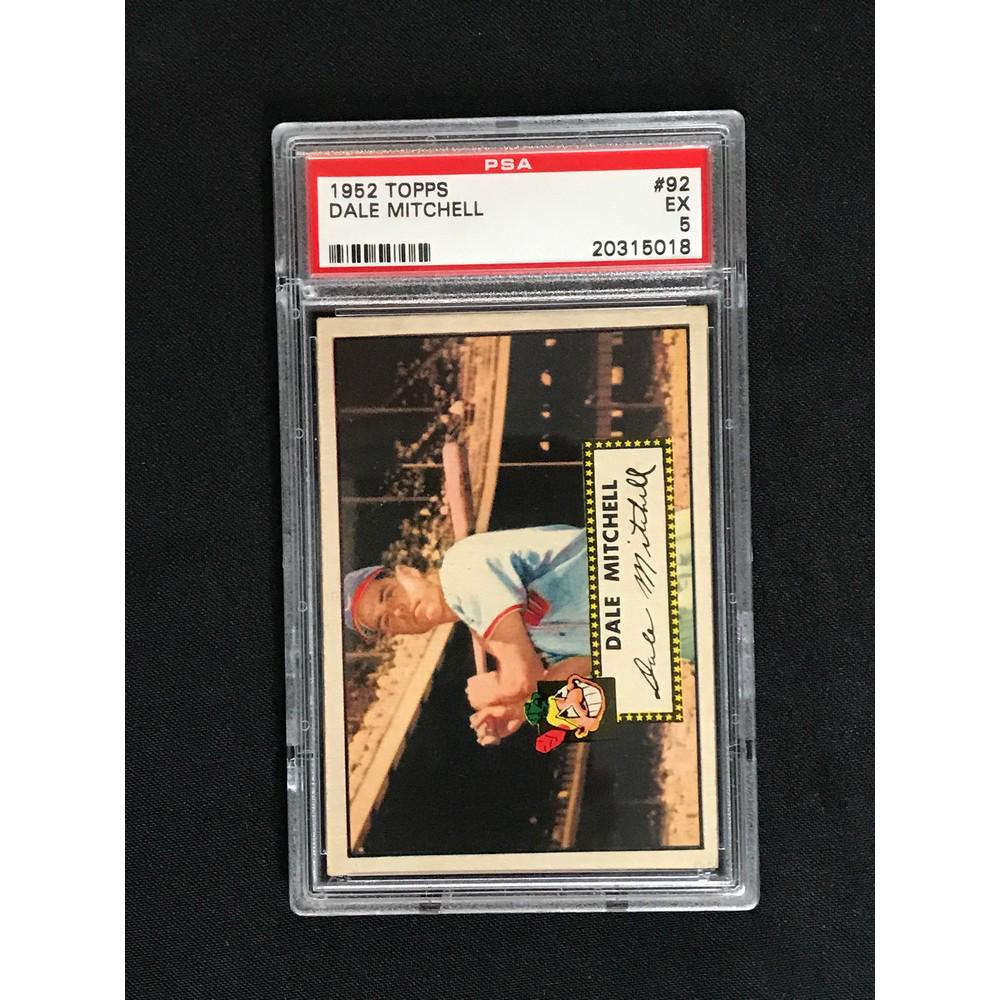 PSA
1952 TOPPS #92
DALE MITCHELL EX
5
20315018
DALE MITCHELL
Dale Mitchell